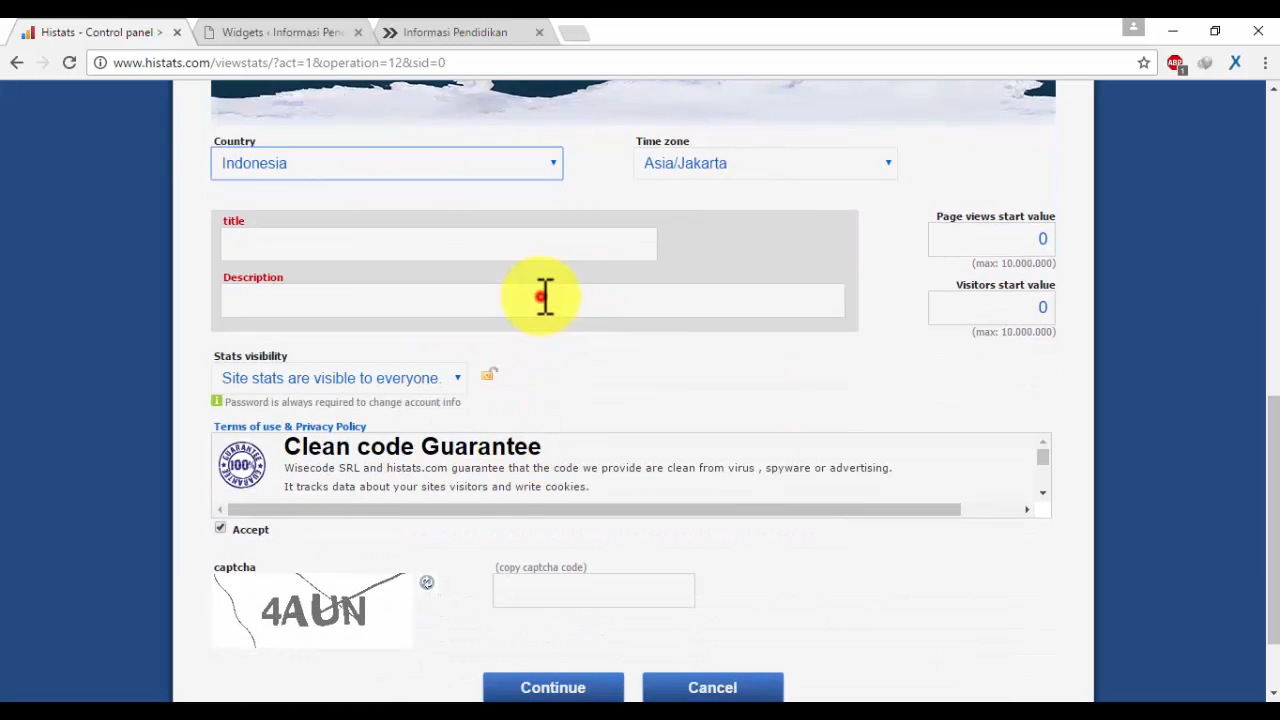 Histats - Control panel >
Widgets ‹ Informasi Pen
Informasi Pendidikan
www.histats.com/viewstats/?act=1&operation=12&sid=0
ABP
1
X
Country
Time zone
Indonesia
Asia/Jakarta
title
Page views start value
0
(max: 10.000.000)
Description
Visitors start value
0
(max: 10.000.000)
Stats visibility
Site stats are visible to everyone.
Password is always required to change account info
Terms of use & Privacy Policy
100%
Clean code Guarantee
Wisecode SRL and histats.com guarantee that the code we provide are clean from virus , spyware or advertising.
It tracks data about your sites visitors and write cookies.
Accept
captcha
(copy captcha code)
4AUN
Continue
Cancel